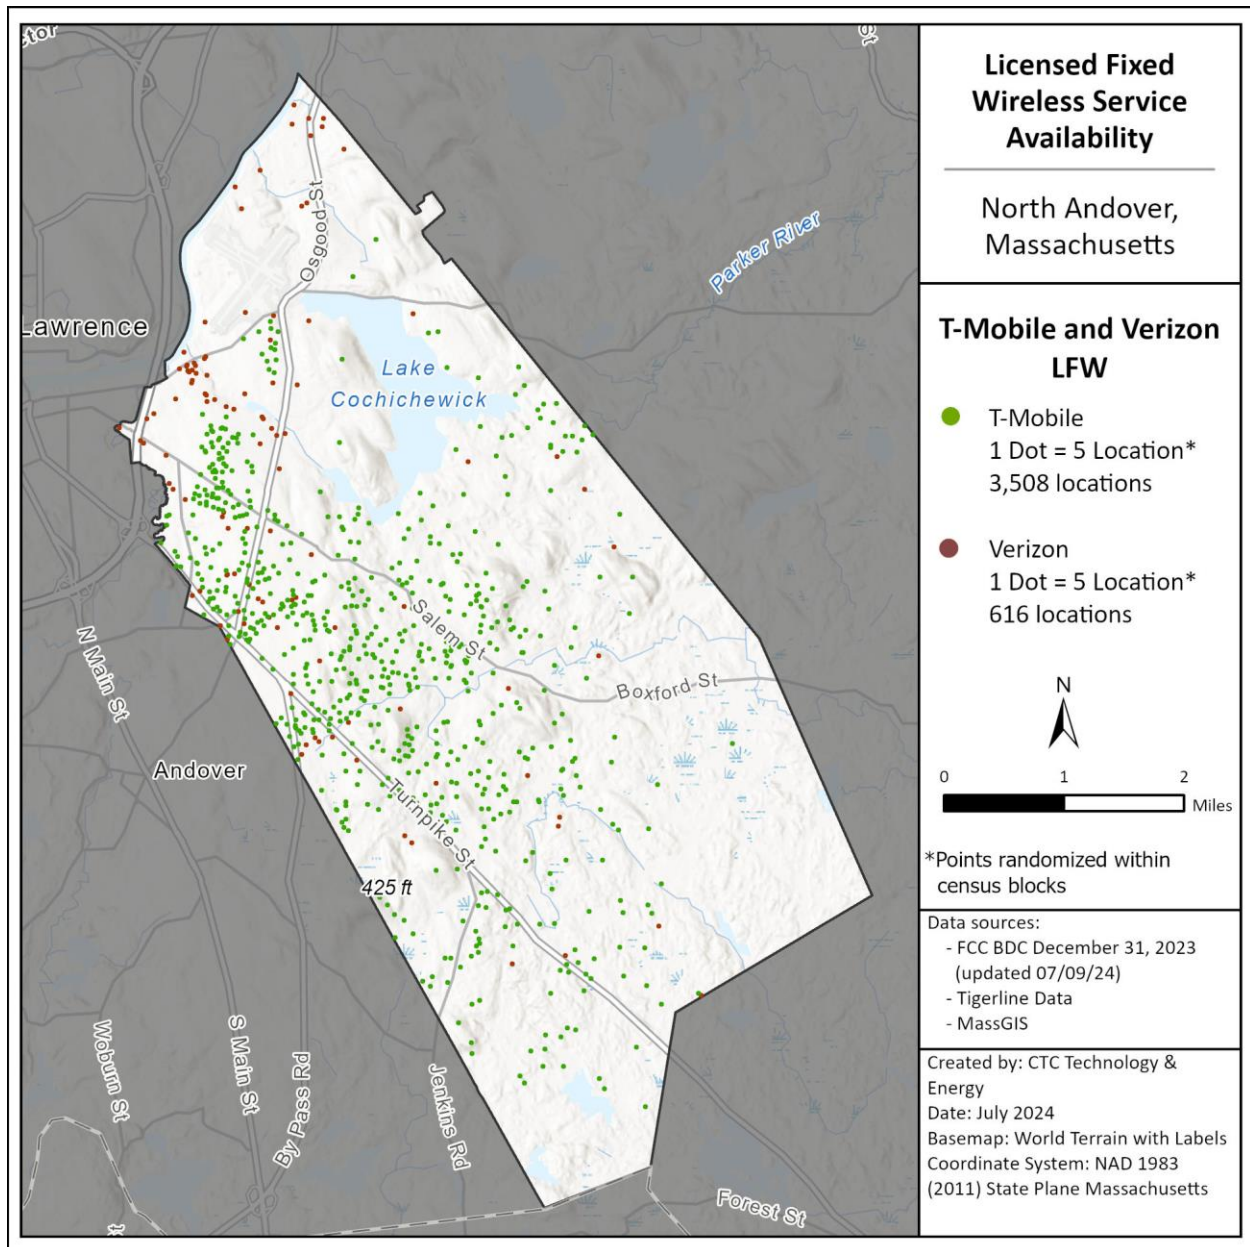 Licensed Fixed
Wireless Service
Availability
North Andover,
Massachusetts
T-Mobile and Verizon
LFW
T-Mobile
1 Dot = 5 Location*
3,508 locations
Verizon
1 Dot = 5 Location*
616 locations
N
0 1 2
Miles
*Points randomized within
census blocks
Data sources:
- FCC BDC December 31, 2023
(updated 07/09/24)
- Tigerline Data
- MassGIS
Created by: CTC Technology &
Energy
Date: July 2024
Basemap: World Terrain with Labels
Coordinate System: NAD 1983
(2011) State Plane Massachusetts
Osgood St
Parker River
Lawrence
Lake
Cochichewick
Salem St
Boxford St
N Main St
Andover
Turnpike St
425 ft
Woburn St
S Main St
By Pass Rd
Jenkins Rd
Forest St
St